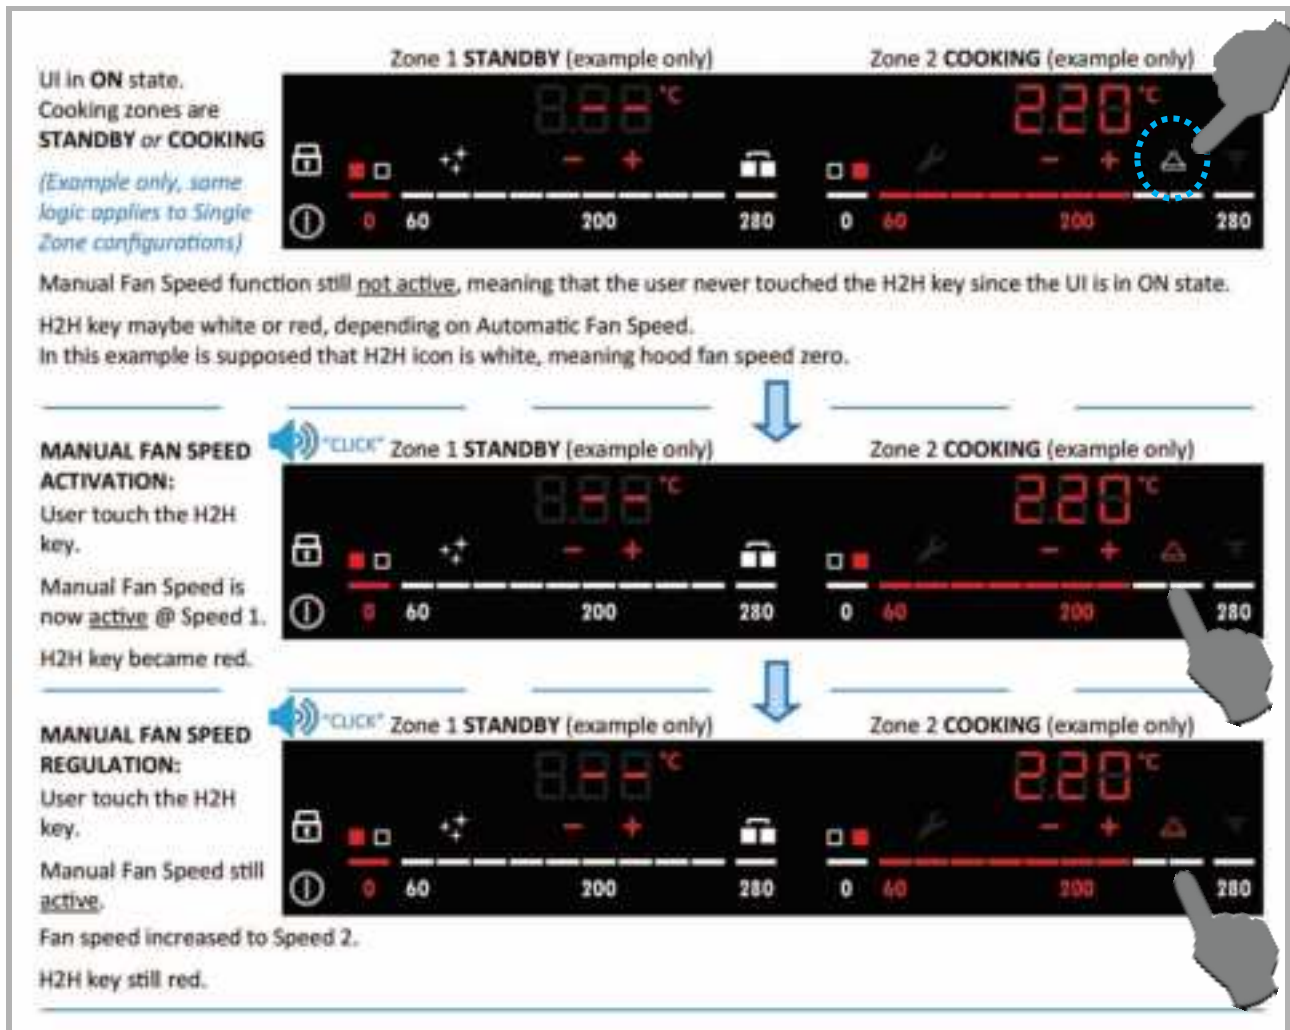 Zone 1 STANDBY (example only) Zone 2 COOKING (example only)
UI in ON state.
Cooking zones are
STANDBY or COOKING
(Example only, same
logic applies to Single
Zone configurations)
8.-- °C 220 °C
- + - +
0 60 200 280 0 60 200 280
Manual Fan Speed function still not active, meaning that the user never touched the H2H key since the UI is in ON state.
H2H key maybe white or red, depending on Automatic Fan Speed.
In this example is supposed that H2H icon is white, meaning hood fan speed zero.
MANUAL FAN SPEED
ACTIVATION:
User touch the H2H
key.
Manual Fan Speed is
now active @ Speed 1.
H2H key became red.
"CLICK" Zone 1 STANDBY (example only) Zone 2 COOKING (example only)
8.-- °C 220 °C
- + - +
0 60 200 280 0 60 200 280
MANUAL FAN SPEED
REGULATION:
User touch the H2H
key.
Manual Fan Speed still
active.
Fan speed increased to Speed 2.
H2H key still red.
"CLICK" Zone 1 STANDBY (example only) Zone 2 COOKING (example only)
8.-- °C 220 °C
- + - +
0 60 200 280 0 60 200 280